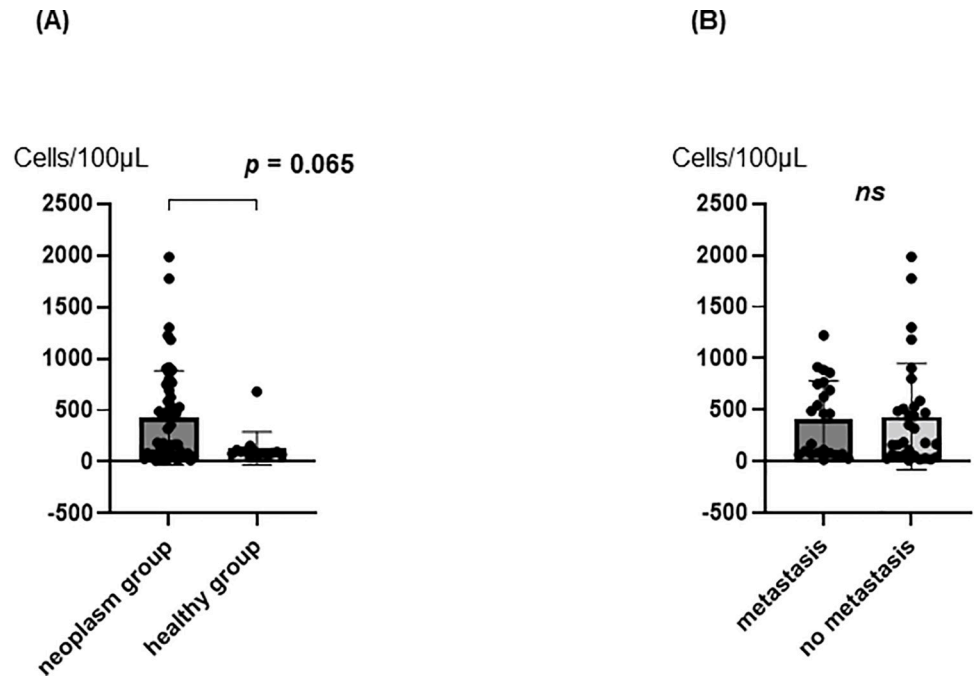 (A)
Cells/100µL
p = 0.065
2500
2000
1500
1000
500
0
-500
neoplasm group
healthy group
(B)
Cells/100µL
ns
2500
2000
1500
1000
500
0
-500
metastasis
no metastasis